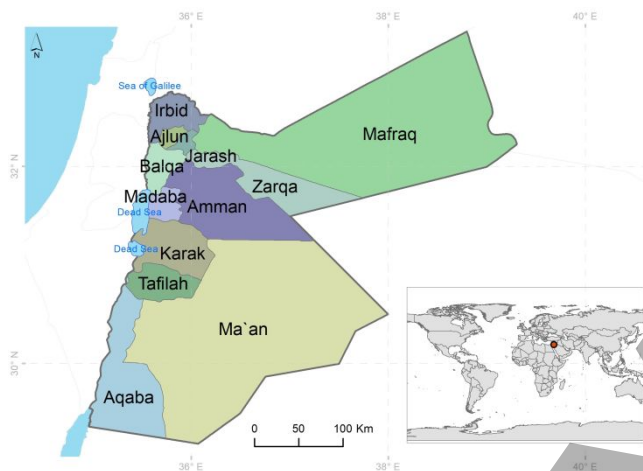 36° E
38° E
40° E
N
Sea of Galilee
Irbid
Ajlun
Jarash
Mafraq
32° N
Balqa
Zarqa
Madaba
Amman
Dead Sea
Dead Sea
Karak
Tafilah
Ma`an
30° N
Aqaba
0 50 100 Km
36° E
38° E
40° E